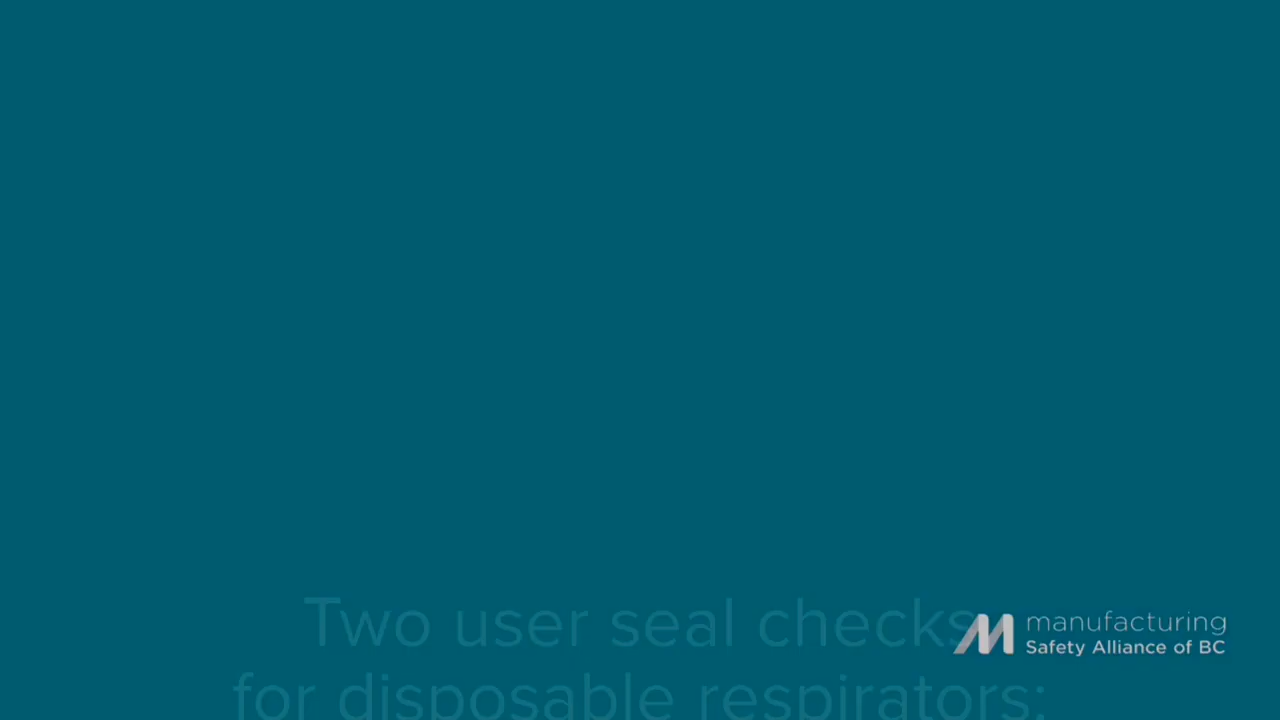 Two user seal checks
for disposable respirators:
manufacturing
Safety Alliance of BC